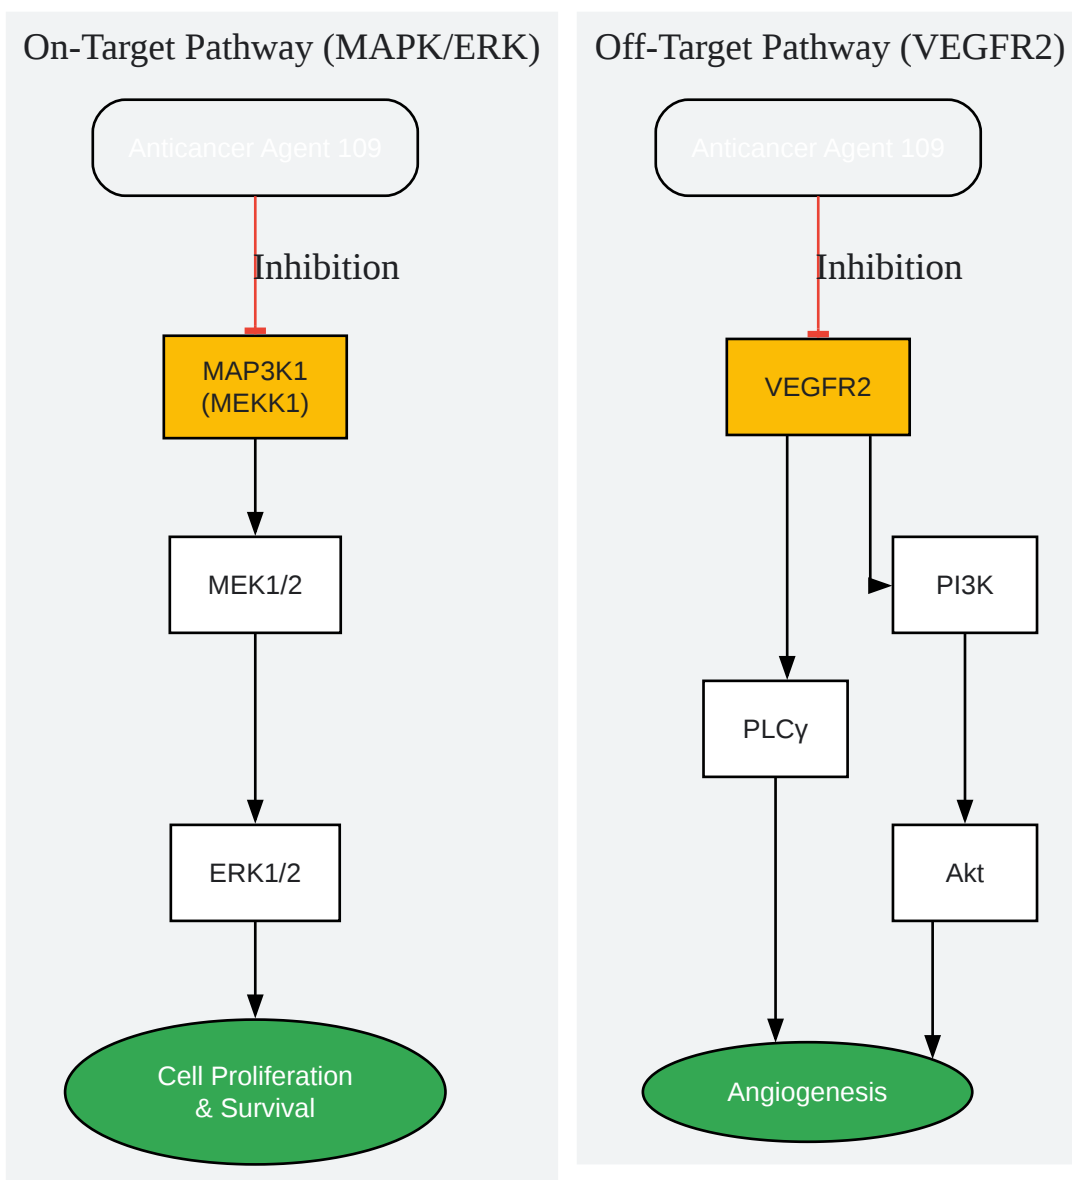 On-Target Pathway (MAPK/ERK)
Anticancer Agent 109
Inhibition
MAP3K1
(MEKK1)
MEK1/2
ERK1/2
Cell Proliferation
& Survival
Off-Target Pathway (VEGFR2)
Anticancer Agent 109
Inhibition
VEGFR2
PI3K
PLCγ
Akt
Angiogenesis